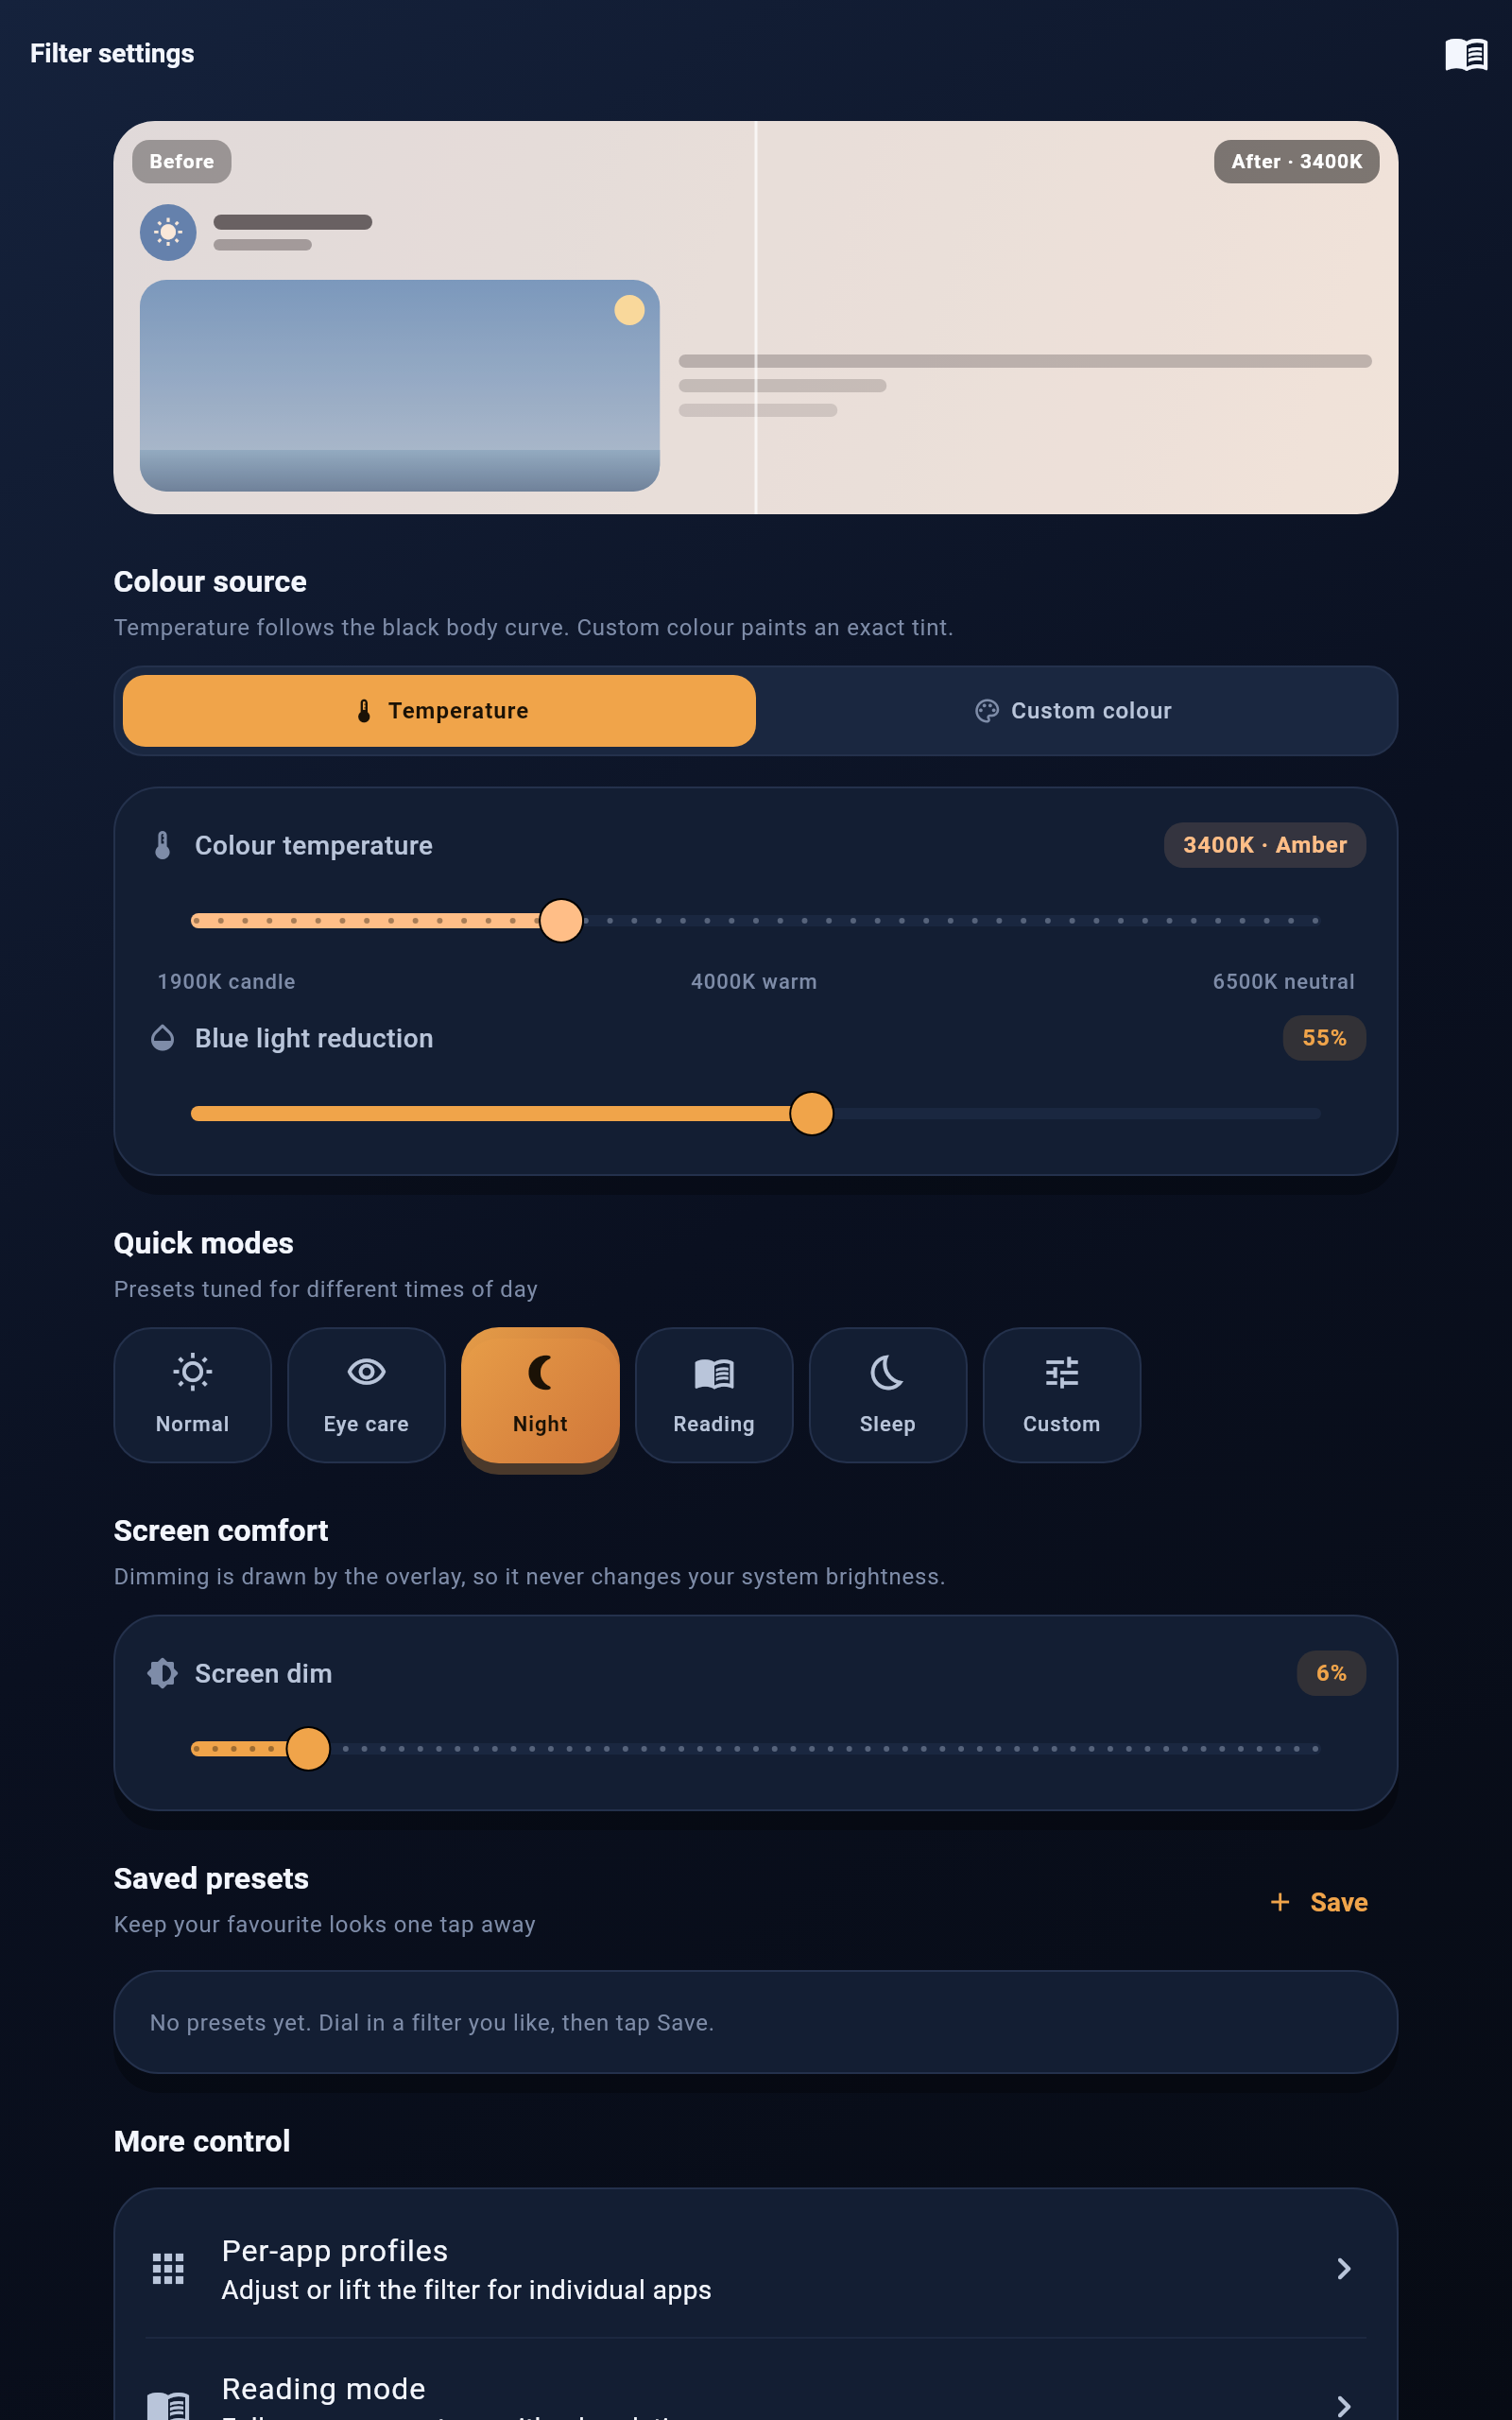 Filter settings
Before
After · 3400K
Colour source
Temperature follows the black body curve. Custom colour paints an exact tint.
Temperature
Custom colour
Colour temperature
3400K · Amber
1900K candle
4000K warm
6500K neutral
Blue light reduction
55%
Quick modes
Presets tuned for different times of day
Normal
Eye care
Night
Reading
Sleep
Custom
Screen comfort
Dimming is drawn by the overlay, so it never changes your system brightness.
Screen dim
6%
Saved presets
Keep your favourite looks one tap away
+ Save
No presets yet. Dial in a filter you like, then tap Save.
More control
Per-app profiles
Adjust or lift the filter for individual apps
Reading mode